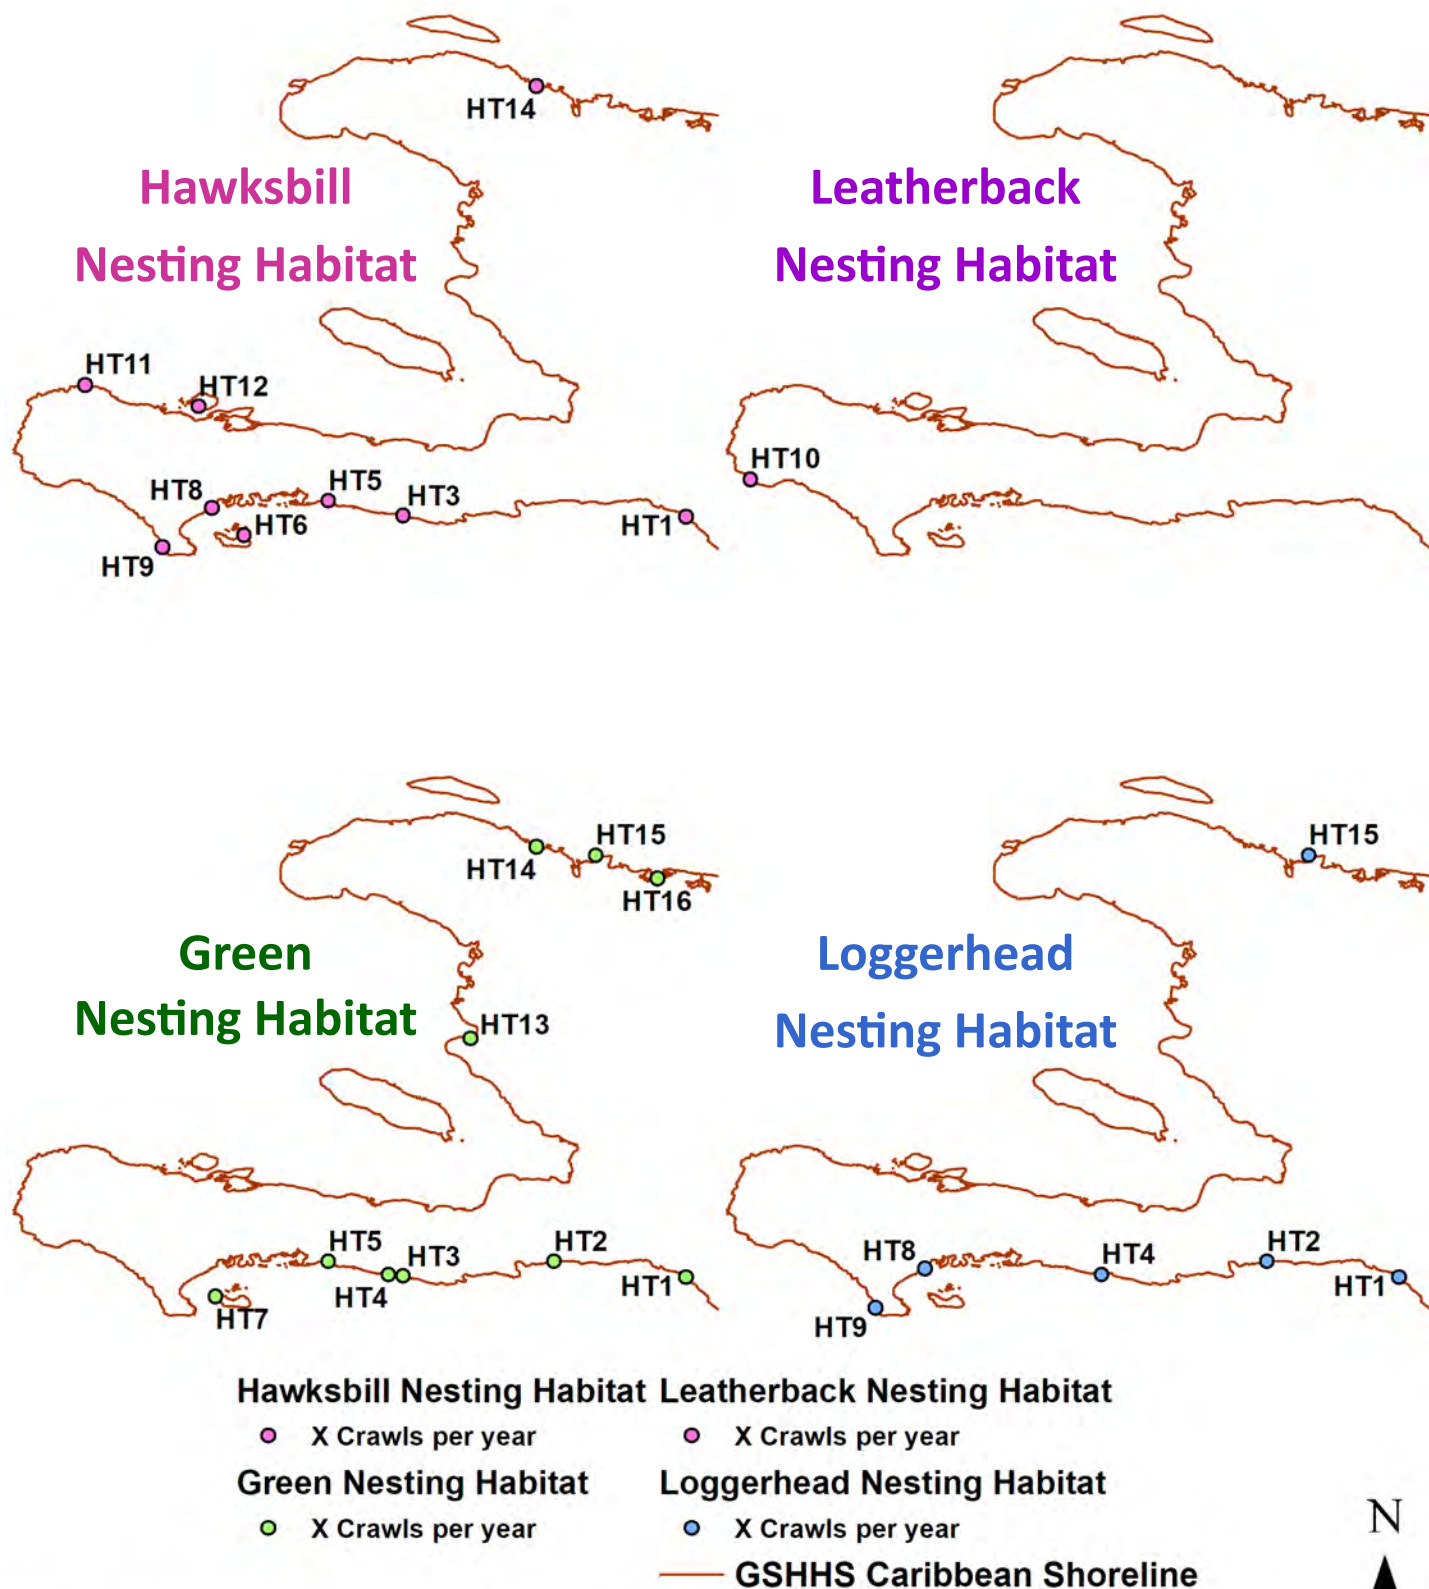 HT14
Hawksbill
Nesting Habitat
HT11
HT12
HT8
HT5
HT3
HT6
HT1
HT9
Leatherback
Nesting Habitat
HT10
HT15
HT14
HT16
Green
Nesting Habitat
HT13
HT5
HT3
HT2
HT1
HT4
HT7
HT15
Loggerhead
Nesting Habitat
HT8
HT4
HT2
HT1
HT9
Hawksbill Nesting Habitat
X Crawls per year
Green Nesting Habitat
X Crawls per year
Leatherback Nesting Habitat
X Crawls per year
Loggerhead Nesting Habitat
X Crawls per year
GSHHS Caribbean Shoreline
N